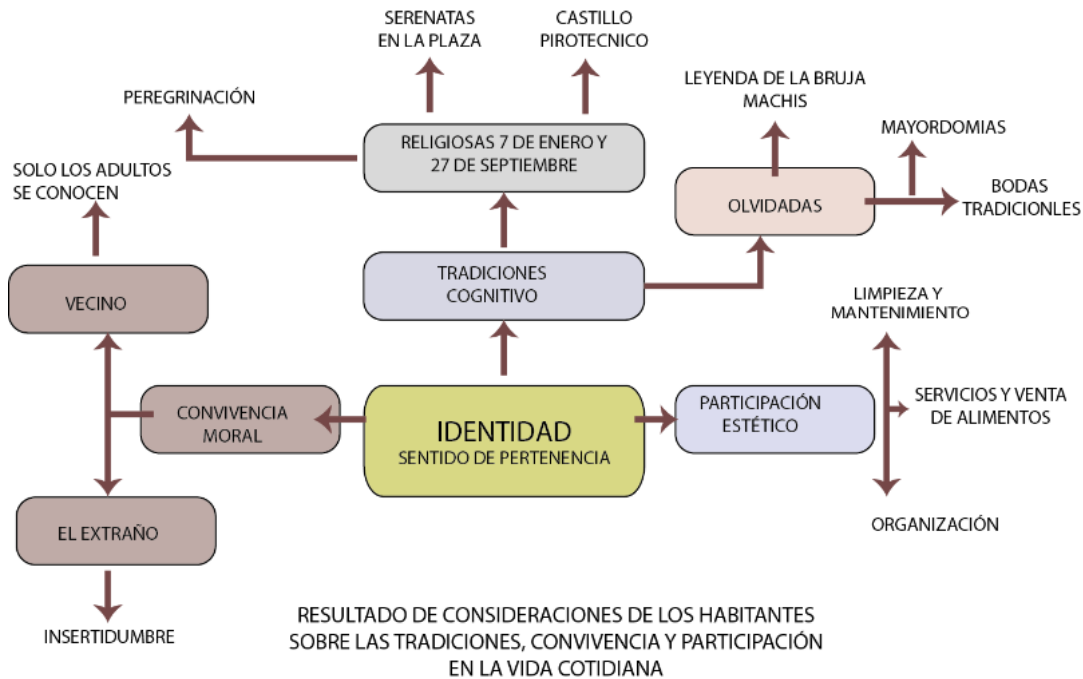 SERENATAS
EN LA PLAZA
CASTILLO
PIROTECNICO
LEYENDA DE LA BRUJA
MACHIS
PEREGRINACIÓN
MAYORDOMIAS
RELIGIOSAS 7 DE ENERO Y
27 DE SEPTIEMBRE
SOLO LOS ADULTOS
SE CONOCEN
OLVIDADAS
BODAS
TRADICIONLES
TRADICIONES
COGNITIVO
VECINO
LIMPIEZA Y
MANTENIMIENTO
CONVIVENCIA
MORAL
IDENTIDAD
SENTIDO DE PERTENENCIA
PARTICIPACIÓN
ESTÉTICO
SERVICIOS Y VENTA
DE ALIMENTOS
EL EXTRAÑO
ORGANIZACIÓN
INSERTIDUMBRE
RESULTADO DE CONSIDERACIONES DE LOS HABITANTES
SOBRE LAS TRADICIONES, CONVIVENCIA Y PARTICIPACIÓN
EN LA VIDA COTIDIANA